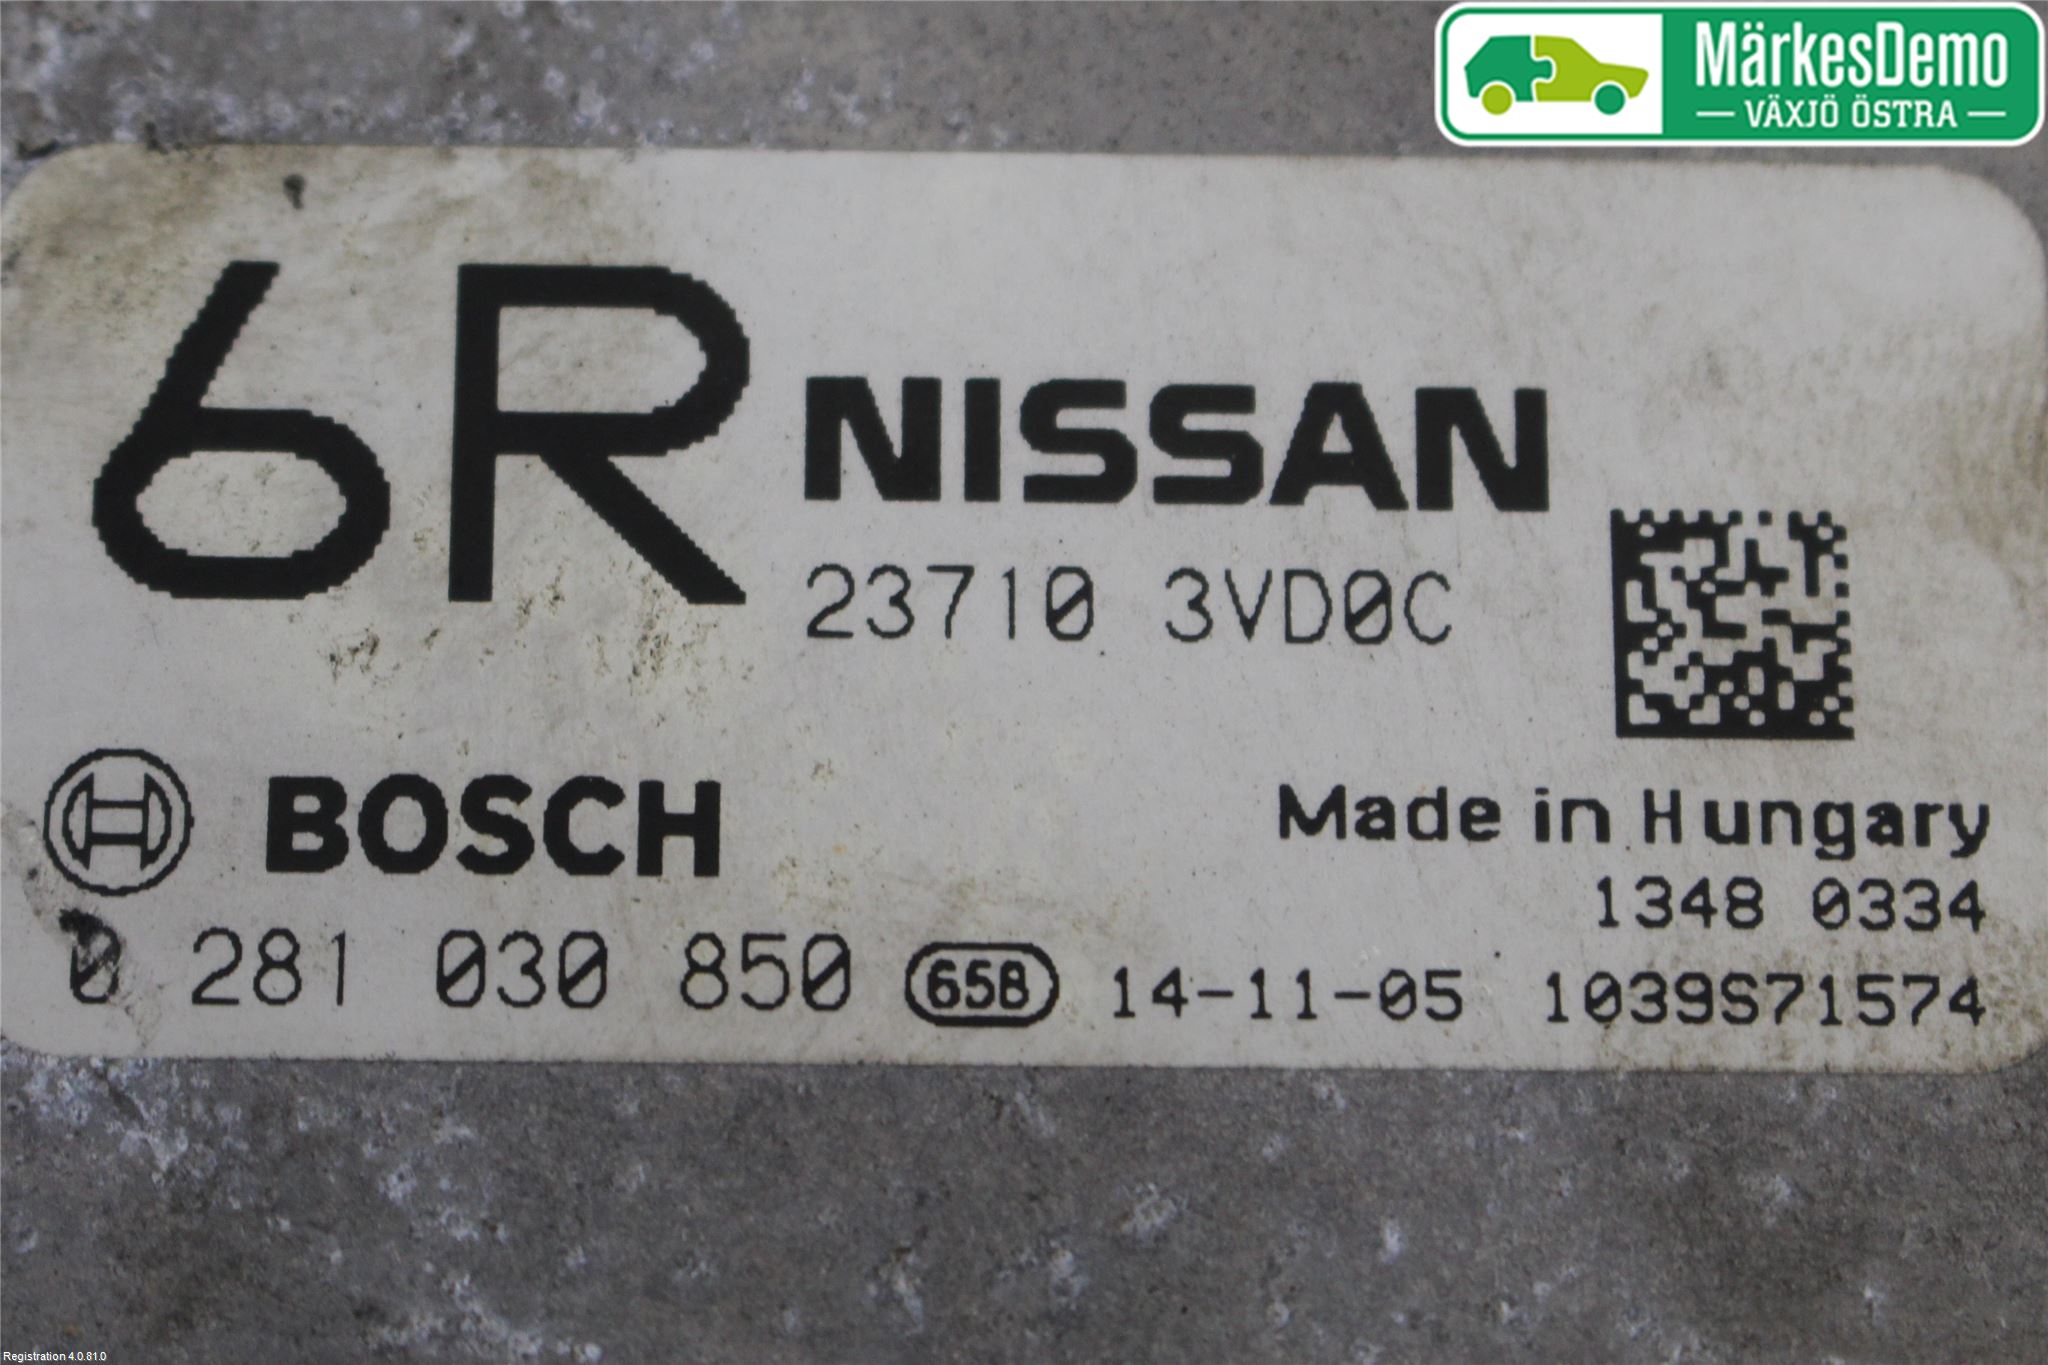 MärkesDemo
VÄXJÖ ÖSTRA
6R NISSAN
23710 3VD0C
BOSCH
Made in Hungary
1348 0334
0 281 030 850 65B 14-11-05 1039S71574
Registration 4.0.81.0